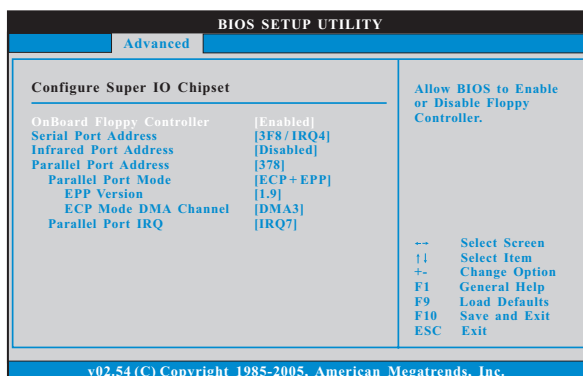 BIOS SETUP UTILITY
Advanced
Configure Super IO Chipset
OnBoard Floppy Controller [Enabled]
Serial Port Address [3F8 / IRQ4]
Infrared Port Address [Disabled]
Parallel Port Address [378]
Parallel Port Mode [ECP + EPP]
EPP Version [1.9]
ECP Mode DMA Channel [DMA3]
Parallel Port IRQ [IRQ7]
Allow BIOS to Enable
or Disable Floppy
Controller.
←→ Select Screen
↑↓ Select Item
+- Change Option
F1 General Help
F9 Load Defaults
F10 Save and Exit
ESC Exit
v02.54 (C) Copyright 1985-2005, American Megatrends, Inc.